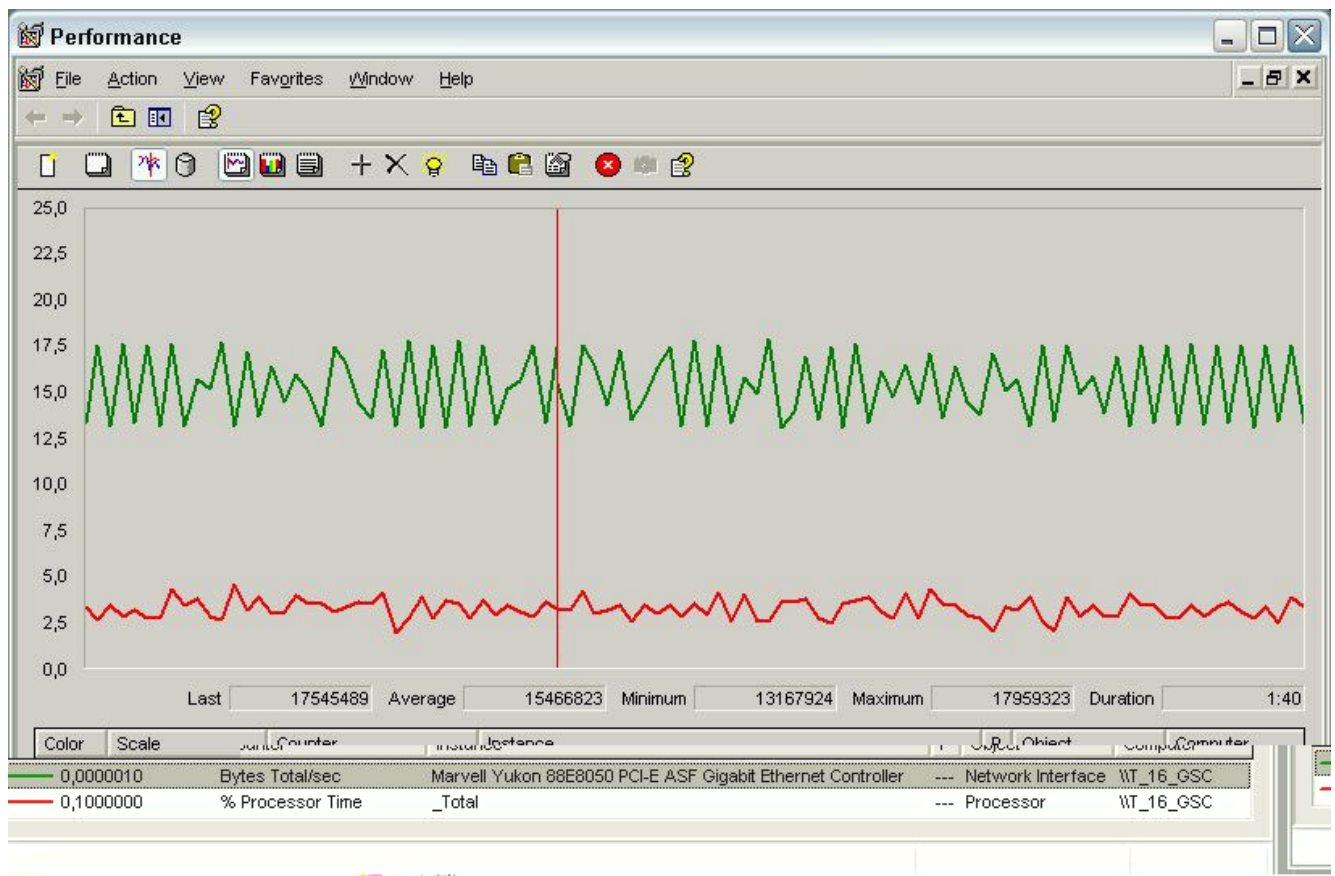 Performance
File Action View Favorites Window Help
25,0
22,5
20,0
17,5
15,0
12,5
10,0
7,5
5,0
2,5
0,0
Last 17545489 Average 15466823 Minimum 13167924 Maximum 17959323 Duration 1:40
Color Scale Counter Instance Object Computer
0,0000010 Bytes Total/sec Marvell Yukon 88E8050 PCI-E ASF Gigabit Ethernet Controller --- Network Interface \\T_16_GSC
0,1000000 % Processor Time _Total --- Processor \\T_16_GSC